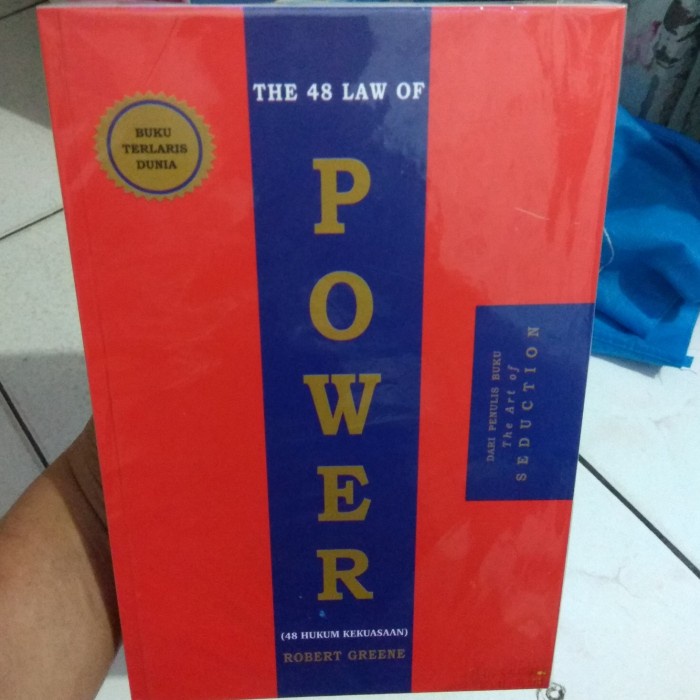 THE 48 LAW OF
BUKU
TERLARIS
DUNIA
POWER
DARI PENULIS BUKU
The Art of
SEDUCTION
(48 HUKUM KEKUASAAN)
ROBERT GREENE